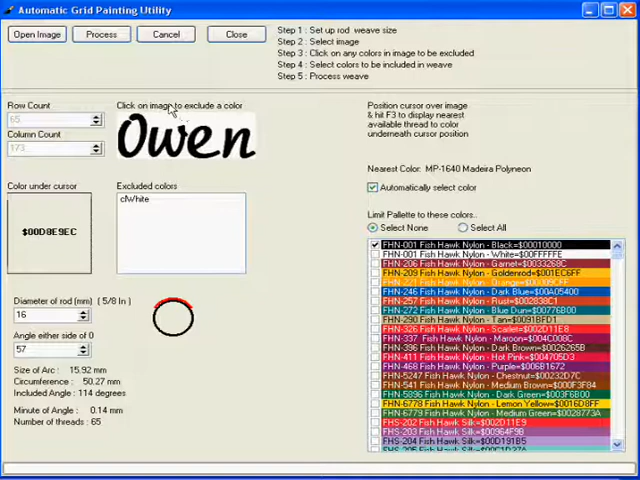 Automatic Grid Painting Utility
Open Image Process Cancel Close
Step 1 : Set up rod weave size
Step 2 : Select image
Step 3 : Click on any colors in image to be excluded
Step 4 : Select colors to be included in weave
Step 5 : Process weave
Row Count
65
Column Count
173
Click on image to exclude a color
Owen
Position cursor over image
& hit F3 to display nearest
available thread to color
underneath cursor position
Nearest Color: MP-1640 Madeira Polyneon
Automatically select color
Color under cursor
$00D8E9EC
Excluded colors
clWhite
Limit Pallette to these colors..
Select None Select All
FHN-001 Fish Hawk Nylon - Black=$00010000
FHN-001 Fish Hawk Nylon - White=$00FFFFFE
FHN-206 Fish Hawk Nylon - Garnet=$0033268C
FHN-209 Fish Hawk Nylon - Goldenrod=$001EC6FF
FHN-221 Fish Hawk Nylon - Orange=
FHN-246 Fish Hawk Nylon - Dark Blue=$00A05400
FHN-257 Fish Hawk Nylon - Rust=$002838C1
FHN-272 Fish Hawk Nylon - Blue Dun=$00776B00
FHN-290 Fish Hawk Nylon - Tan=$0091BFD1
FHN-326 Fish Hawk Nylon - Scarlet=$002D11E8
FHN-337 Fish Hawk Nylon - Maroon=$004C008C
FHN-396 Fish Hawk Nylon - Dark Brown=$0026265B
FHN-411 Fish Hawk Nylon - Hot Pink=$004705D3
FHN-468 Fish Hawk Nylon - Purple=$0066116D
FHN-5247 Fish Hawk Nylon - Chestnut=$002D233F
FHN-541 Fish Hawk Nylon - Medium Brown=$003F3F84
FHN-5896 Fish Hawk Nylon - Dark Green=$003F6B00
FHN-6778 Fish Hawk Nylon - Lemon Yellow=$0016D8FF
FHN-6779 Fish Hawk Nylon - Medium Green=$0028773A
FHS-202 Fish Hawk Silk=$002D11E9
FHS-203 Fish Hawk Silk=$00964F98
FHS-204 Fish Hawk Silk=$00D191B5
Diameter of rod (mm) ( 5/8 In )
16
Angle either side of 0
57
Size of Arc : 15.92 mm
Circumference : 50.27 mm
Included Angle : 114 degrees
Minute of Angle : 0.14 mm
Number of threads : 65